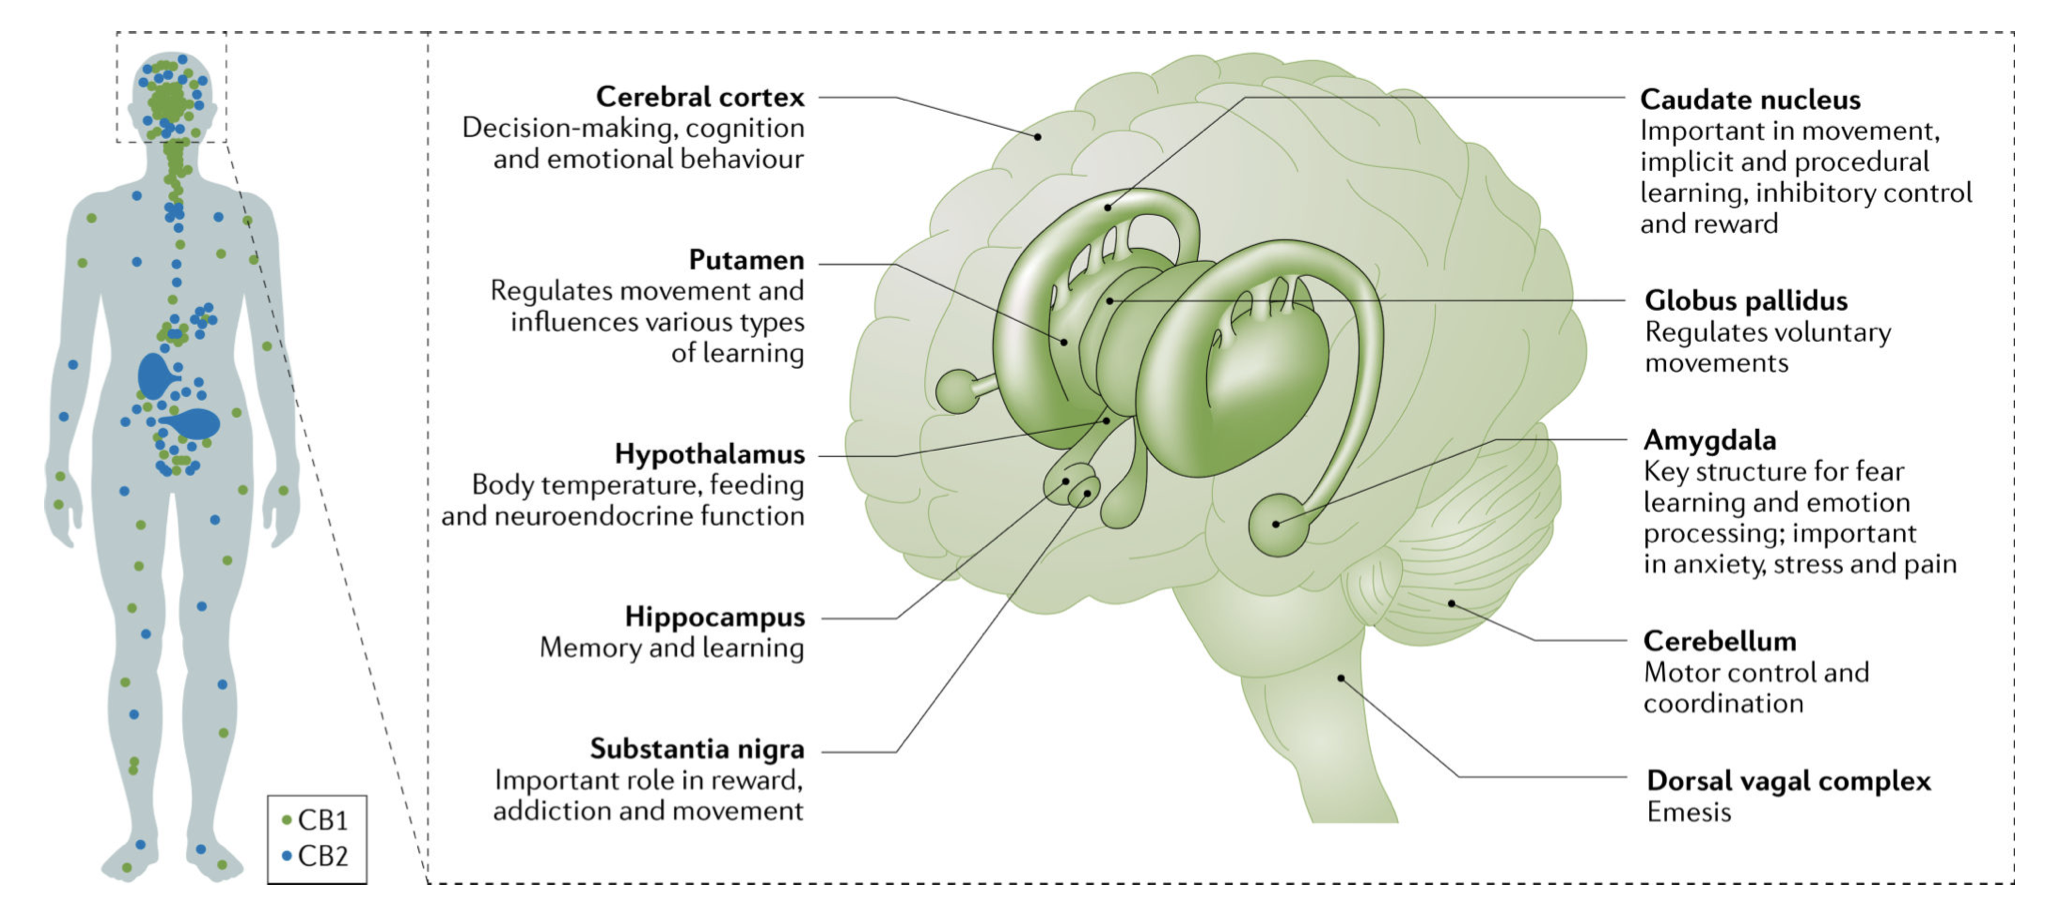 Cerebral cortex
Decision-making, cognition
and emotional behaviour
Putamen
Regulates movement and
influences various types
of learning
Hypothalamus
Body temperature, feeding
and neuroendocrine function
Hippocampus
Memory and learning
Substantia nigra
Important role in reward,
addiction and movement
Caudate nucleus
Important in movement,
implicit and procedural
learning, inhibitory control
and reward
Globus pallidus
Regulates voluntary
movements
Amygdala
Key structure for fear
learning and emotion
processing; important
in anxiety, stress and pain
Cerebellum
Motor control and
coordination
Dorsal vagal complex
Emesis
CB1
CB2